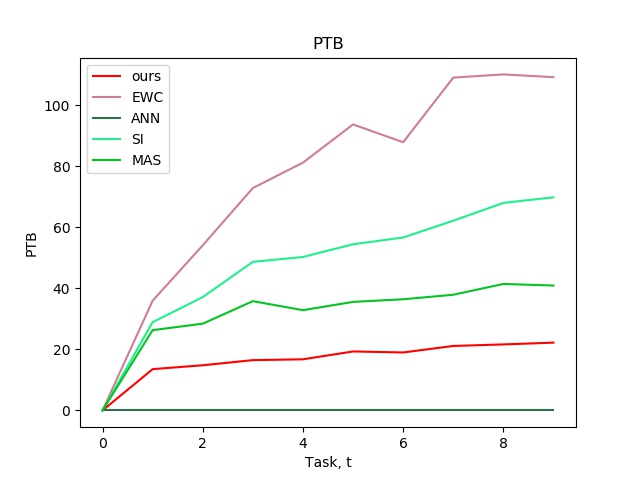 PTB
ours
EWC
ANN
SI
MAS
PTB
100
80
60
40
20
0
0 2 4 6 8
Task, t